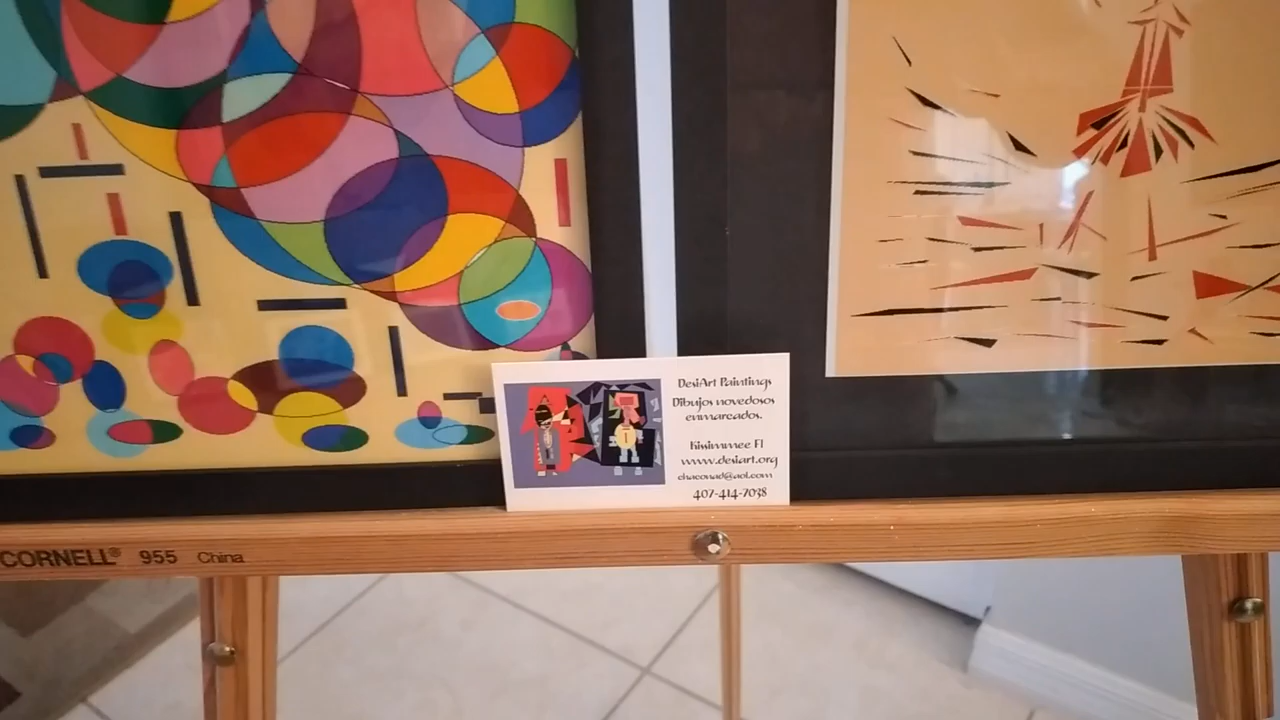 DesiArt Paintings
Dibujos novedosos
enmarcados.
Kissimmee Fl
www.desiart.org
chaconad@aol.com
407-414-7038
CORNELL® 955 China